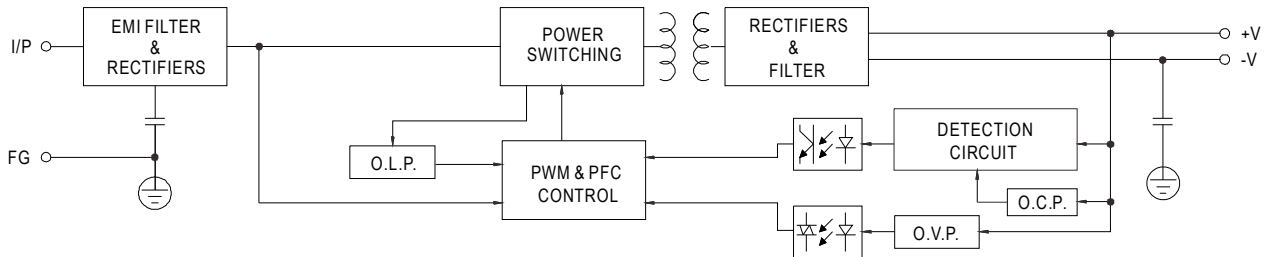 I/P
EMI FILTER
&
RECTIFIERS
POWER
SWITCHING
RECTIFIERS
&
FILTER
+V
-V
FG
O.L.P.
PWM & PFC
CONTROL
DETECTION
CIRCUIT
O.C.P.
O.V.P.